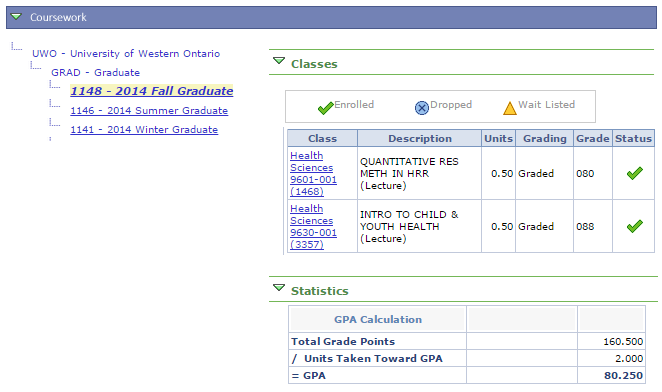 Coursework
UWO - University of Western Ontario
GRAD - Graduate
1148 - 2014 Fall Graduate
1146 - 2014 Summer Graduate
1141 - 2014 Winter Graduate
Classes
Enrolled Dropped Wait Listed
Class Description Units Grading Grade Status
Health
Sciences
9601-001
(1468)
QUANTITATIVE RES
METH IN HRR
(Lecture)
0.50 Graded 080
Health
Sciences
9630-001
(3357)
INTRO TO CHILD &
YOUTH HEALTH
(Lecture)
0.50 Graded 088
Statistics
GPA Calculation
Total Grade Points 160.500
/ Units Taken Toward GPA 2.000
= GPA 80.250